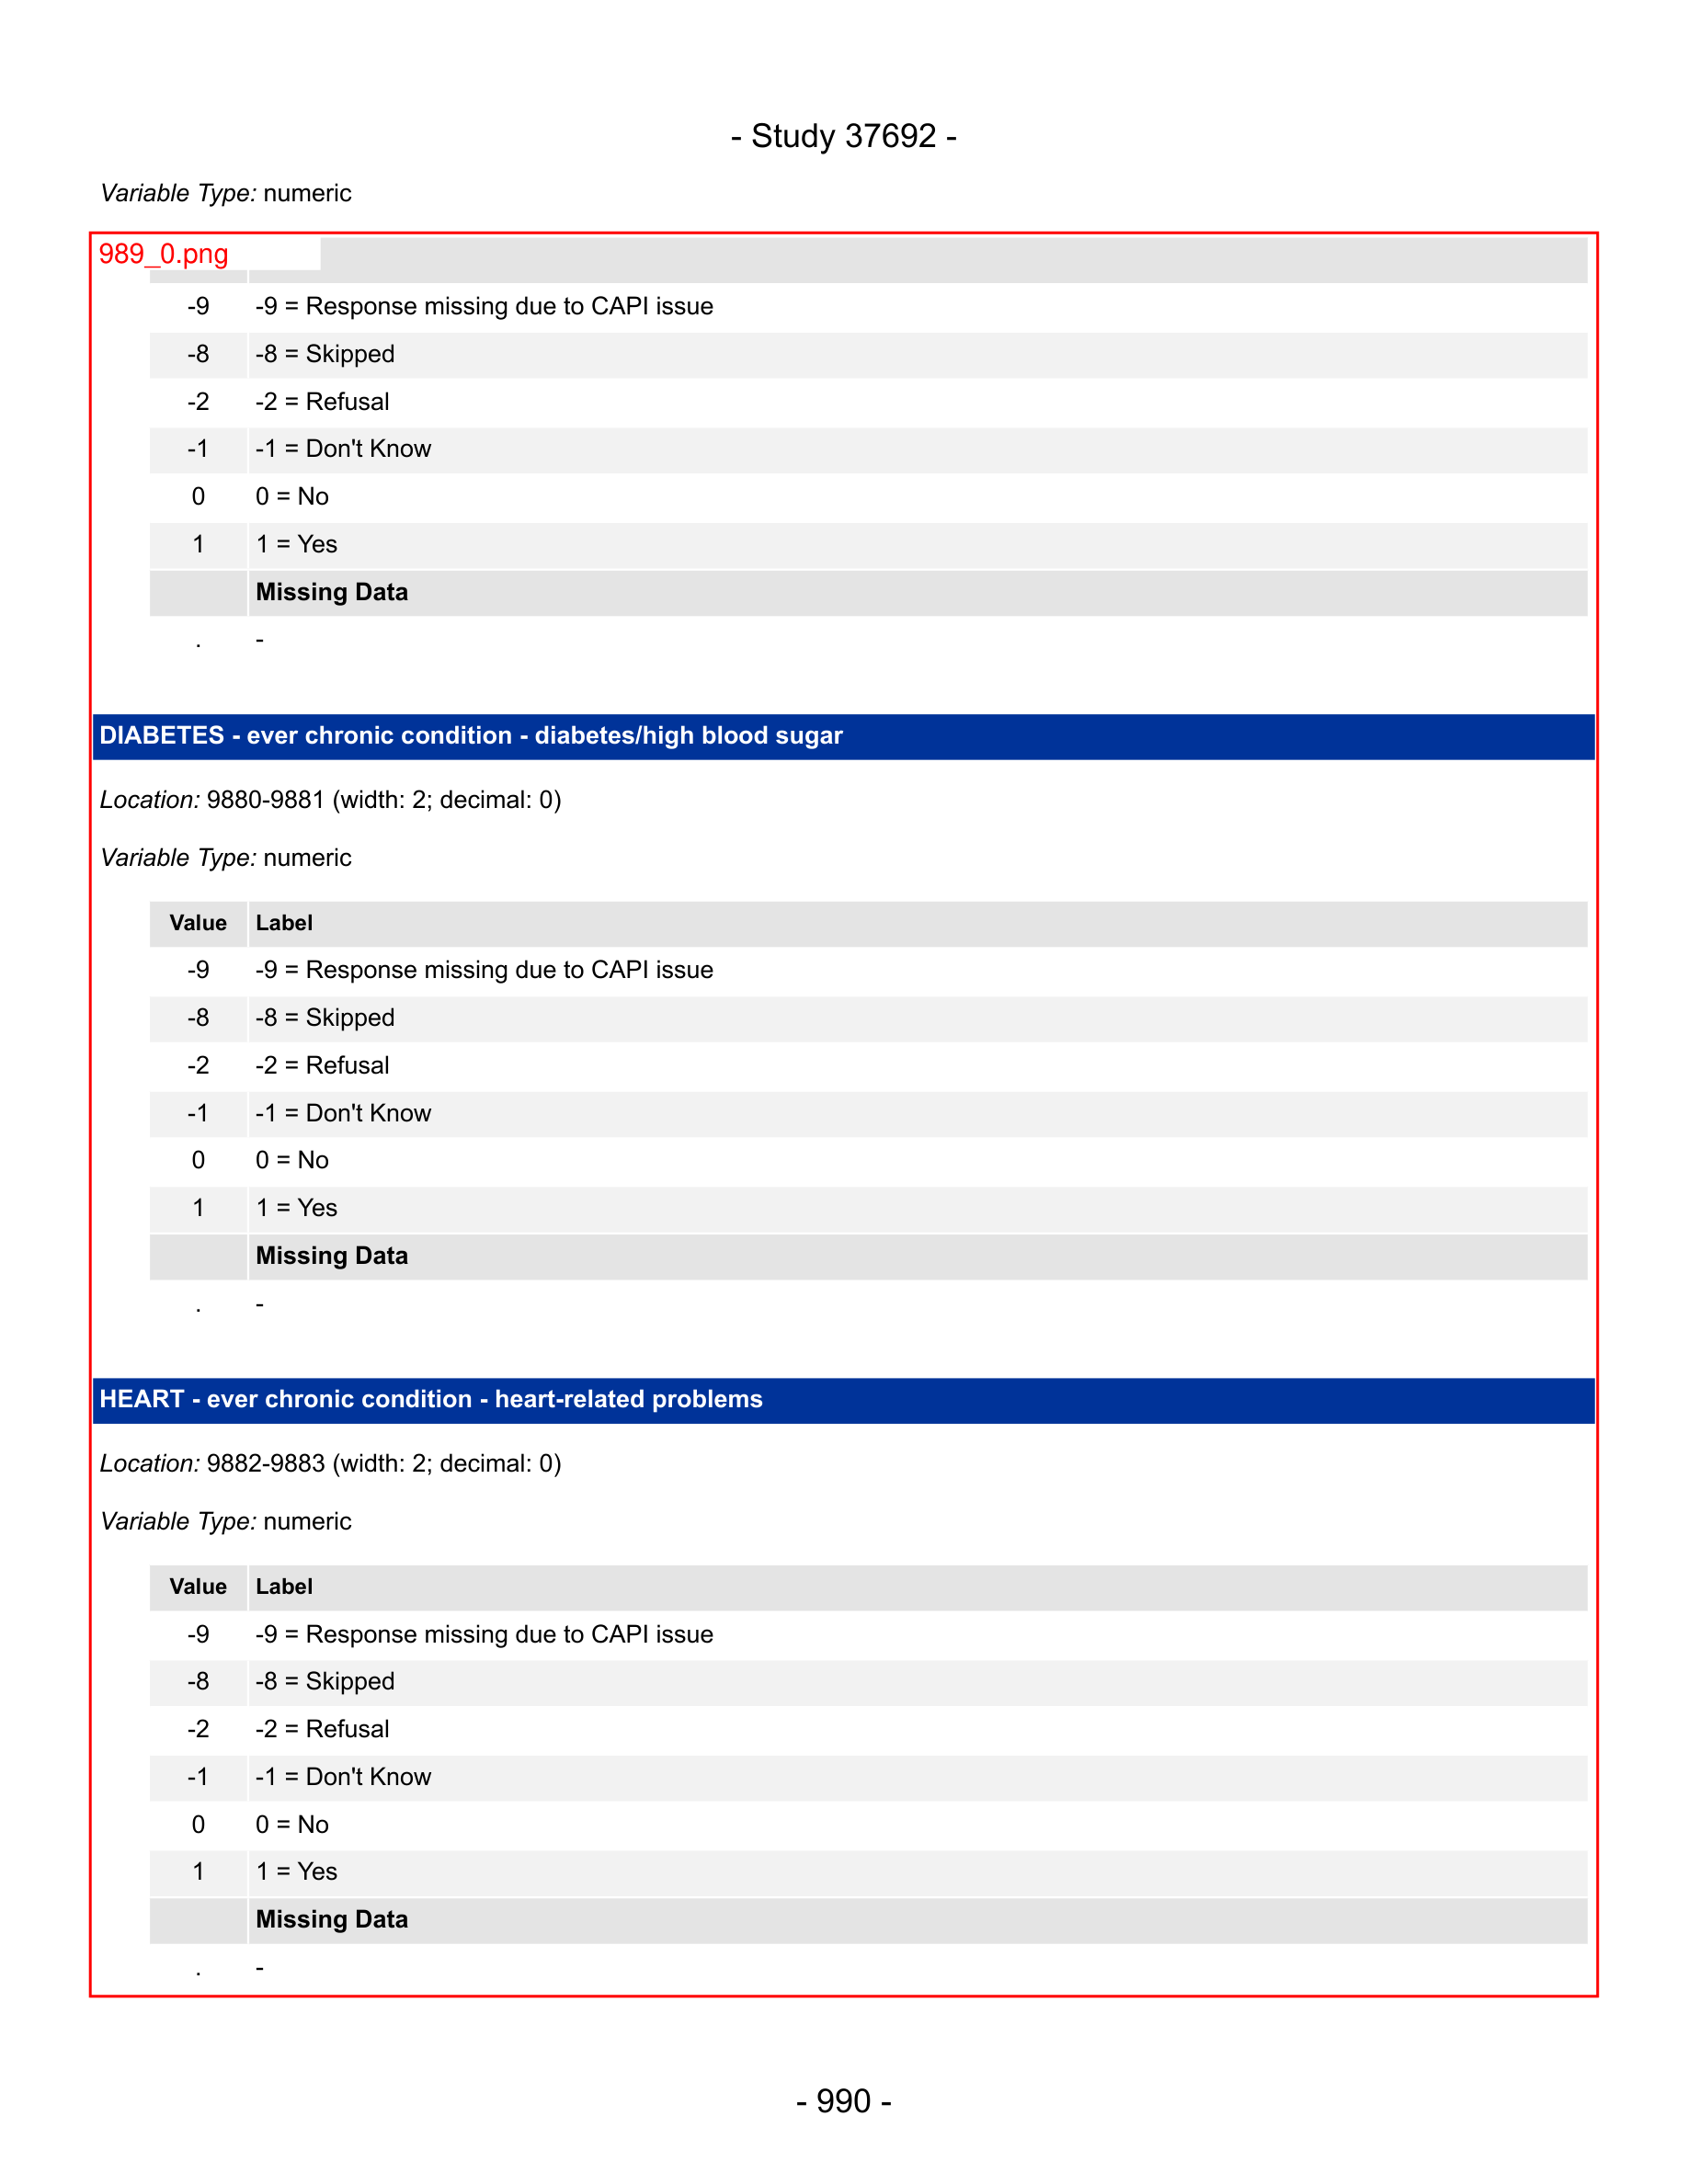 - Study 37692 -
Variable Type: numeric
989_0.png
-9 -9 = Response missing due to CAPI issue
-8 -8 = Skipped
-2 -2 = Refusal
-1 -1 = Don't Know
0 0 = No
1 1 = Yes
Missing Data
. -
DIABETES - ever chronic condition - diabetes/high blood sugar
Location: 9880-9881 (width: 2; decimal: 0)
Variable Type: numeric
Value Label
-9 -9 = Response missing due to CAPI issue
-8 -8 = Skipped
-2 -2 = Refusal
-1 -1 = Don't Know
0 0 = No
1 1 = Yes
Missing Data
. -
HEART - ever chronic condition - heart-related problems
Location: 9882-9883 (width: 2; decimal: 0)
Variable Type: numeric
Value Label
-9 -9 = Response missing due to CAPI issue
-8 -8 = Skipped
-2 -2 = Refusal
-1 -1 = Don't Know
0 0 = No
1 1 = Yes
Missing Data
. -
- 990 -